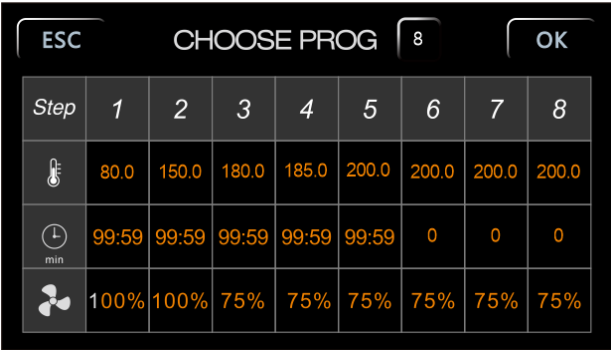 ESC CHOOSE PROG 8 OK
Step 1 2 3 4 5 6 7 8
80.0 150.0 180.0 185.0 200.0 200.0 200.0 200.0
99:59 99:59 99:59 99:59 99:59 0 0 0
min
100% 100% 75% 75% 75% 75% 75% 75%